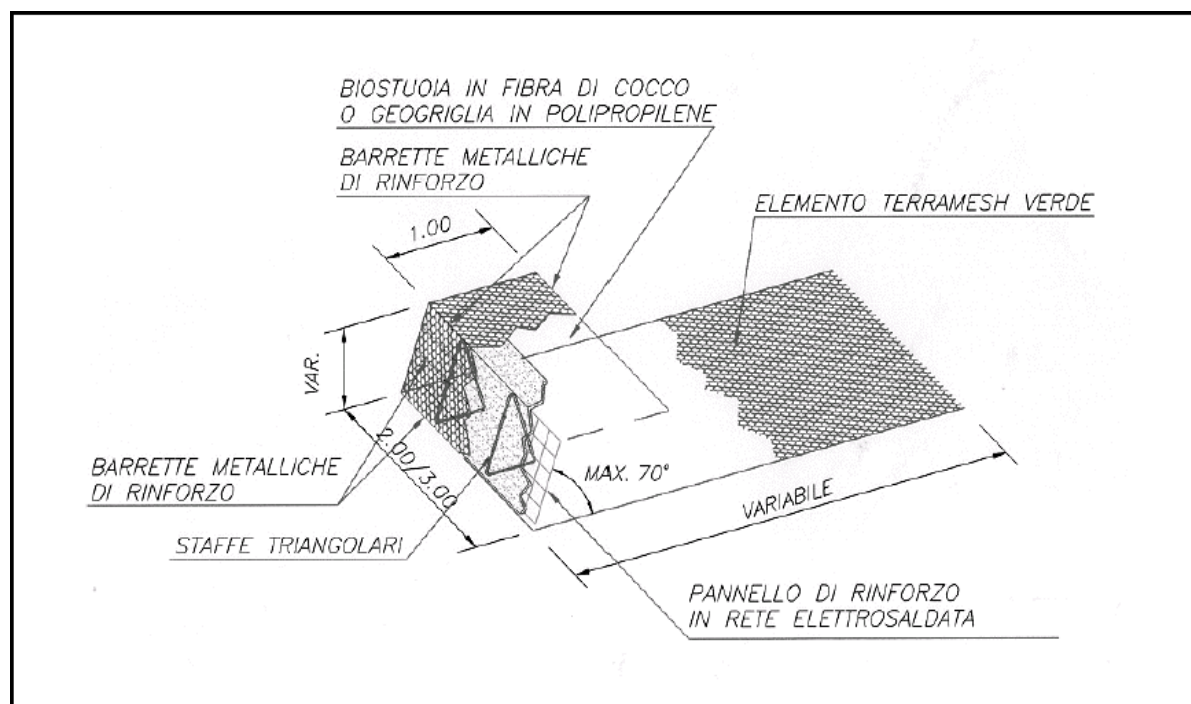 BIOSTUOIA IN FIBRA DI COCCO
O GEOGRIGLIA IN POLIPROPILENE
BARRETTE METALLICHE
DI RINFORZO
ELEMENTO TERRAMESH VERDE
1.00
VAR.
2.00/3.00
BARRETTE METALLICHE
DI RINFORZO
MAX. 70°
VARIABILE
STAFFE TRIANGOLARI
PANNELLO DI RINFORZO
IN RETE ELETTROSALDATA